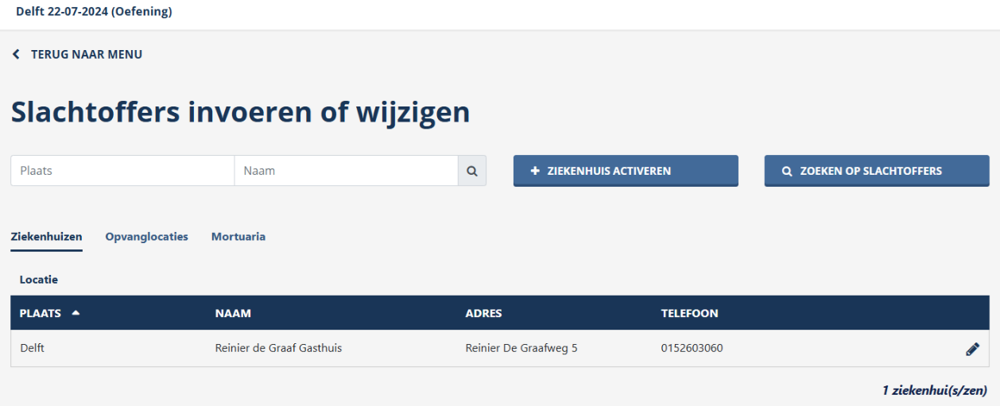 Delft 22-07-2024 (Oefening)
TERUG NAAR MENU
Slachtoffers invoeren of wijzigen
Plaats Naam ZIEKENHUIS ACTIVEREN ZOEKEN OP SLACHTOFFERS
Ziekenhuizen Opvanglocaties Mortuaria
Locatie
PLAATS NAAM ADRES TELEFOON
Delft Reinier de Graaf Gasthuis Reinier De Graafweg 5 0152603060
1 ziekenhui(s/zen)